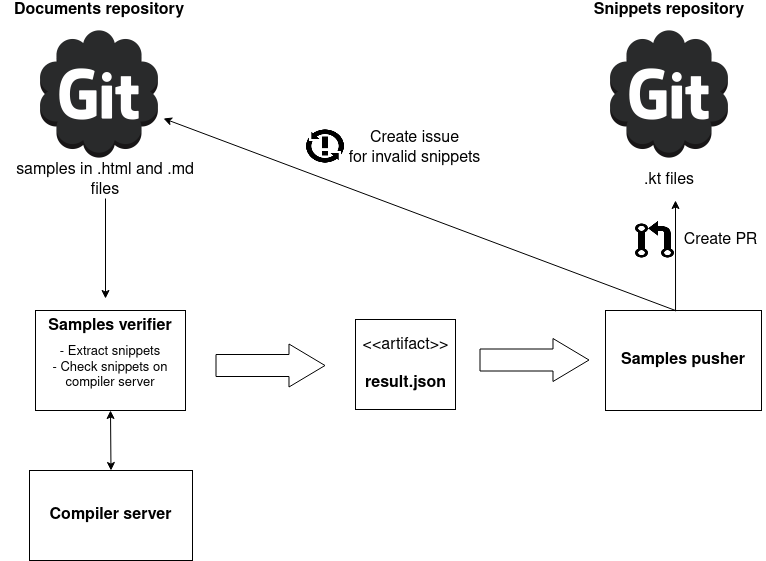 Documents repository
Snippets repository
Git
Git
samples in .html and .md
files
Create issue
for invalid snippets
.kt files
Create PR
Samples verifier
- Extract snippets
- Check snippets on
compiler server
<<artifact>>
result.json
Samples pusher
Compiler server